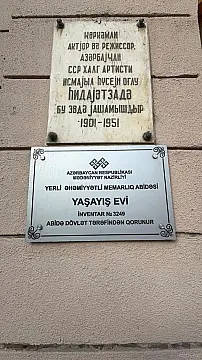 ҜӨРКӘМЛИ
АКТЈОР ВӘ РЕЖИССОР,
АЗӘРБАЈҸАН
ССР ХАЛГ АРТИСТИ
ИСМАЈЫЛ ҺҮСЕЈН ОҒЛУ
ҺИДАЈӘТЗАДӘ
БУ ЕВДӘ ЈАШАМЫШДЫР
1901-1951
AZƏRBAYCAN RESPUBLİKASI
MƏDƏNİYYƏT NAZİRLİYİ
YERLİ ƏHƏMİYYƏTLİ MEMARLIQ ABİDƏSİ
YAŞAYIŞ EVİ
İNVENTAR № 3249
ABİDƏ DÖVLƏT TƏRƏFİNDƏN QORUNUR